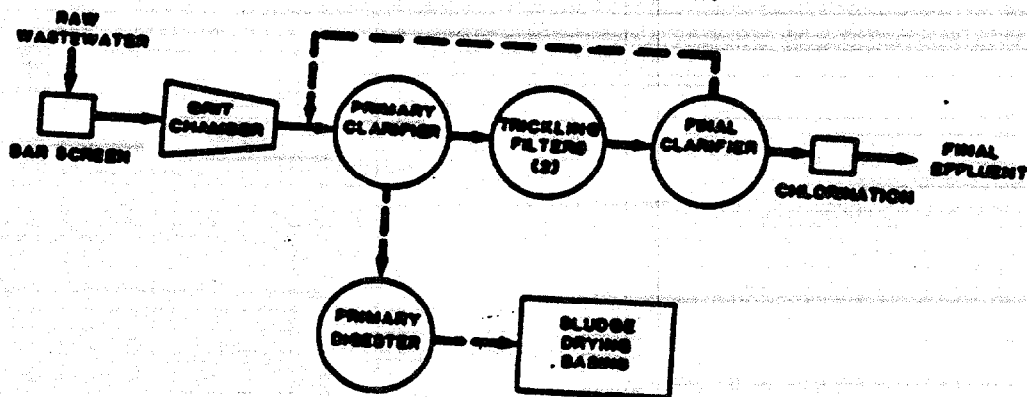 RAW
WASTEWATER
BAR SCREEN
GRIT
CHAMBER
PRIMARY
CLARIFIER
TRICKLING
FILTERS
(2)
FINAL
CLARIFIER
CHLORINATION
FINAL
EFFLUENT
PRIMARY
DIGESTER
SLUDGE
DRYING
BASINS